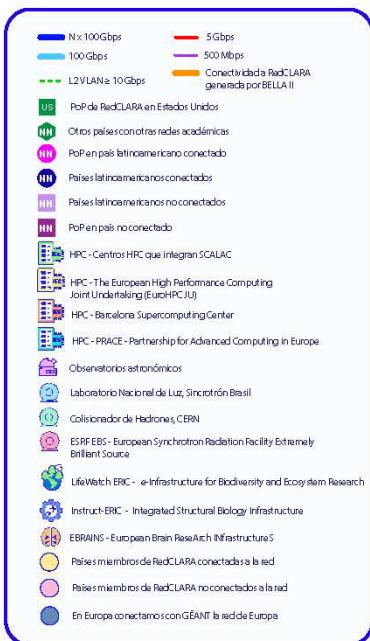 N x 100 Gbps
5 Gbps
100 Gbps
500 Mbps
L2 VLAN ≥ 10 Gbps
Conectividad a RedCLARA
generada por BELLA II
US
PoP de RedCLARA en Estados Unidos
NN
Otros países con otras redes académicas
NN
PoP en país latinoamericano conectado
NN
Países latinoamericanos conectados
NN
Países latinoamericanos no conectados
NN
PoP en país no conectado
HPC - Centros HPC que integran SCALAC
HPC - The European High Performance Computing
Joint Undertaking (EuroHPC JU)
HPC - Barcelona Supercomputing Center
HPC - PRACE - Partnership for Advanced Computing in Europe
Observatorios astronómicos
Laboratorio Nacional de Luz, Sincrotrón Brasil
Colisionador de Hadrones, CERN
ESRF EBS - European Synchrotron Radiation Facility Extremely
Brilliant Source
LifeWatch ERIC - e-Infrastructure for Biodiversity and Ecosystem Research
Instruct-ERIC - Integrated Structural Biology Infrastructure
EBRAINS - European Brain ReseArch INfrastructureS
Países miembros de RedCLARA conectadas a la red
Países miembros de RedCLARA no conectados a la red
En Europa conectamos con GÉANT la red de Europa